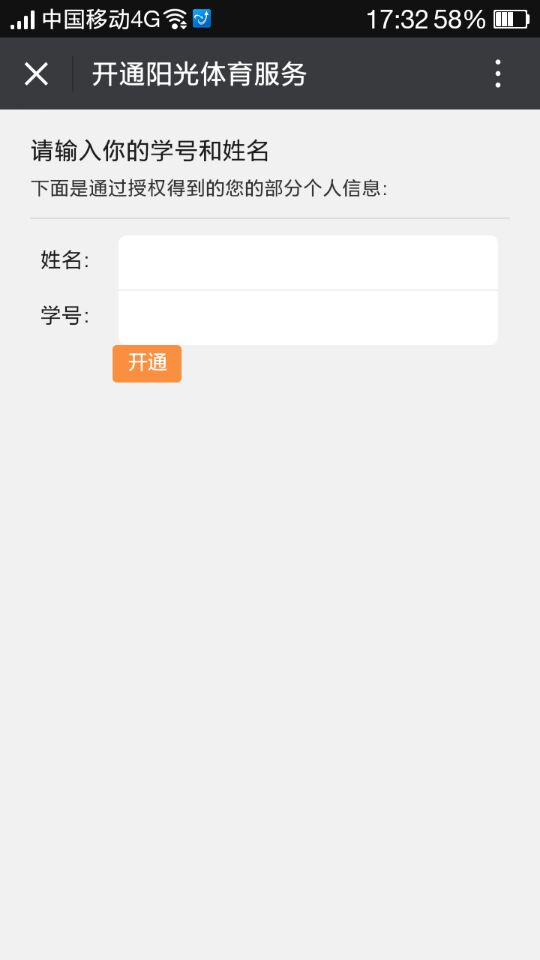 中国移动4G 17:32 58%
开通阳光体育服务
请输入你的学号和姓名
下面是通过授权得到的您的部分个人信息:
姓名:
学号:
开通